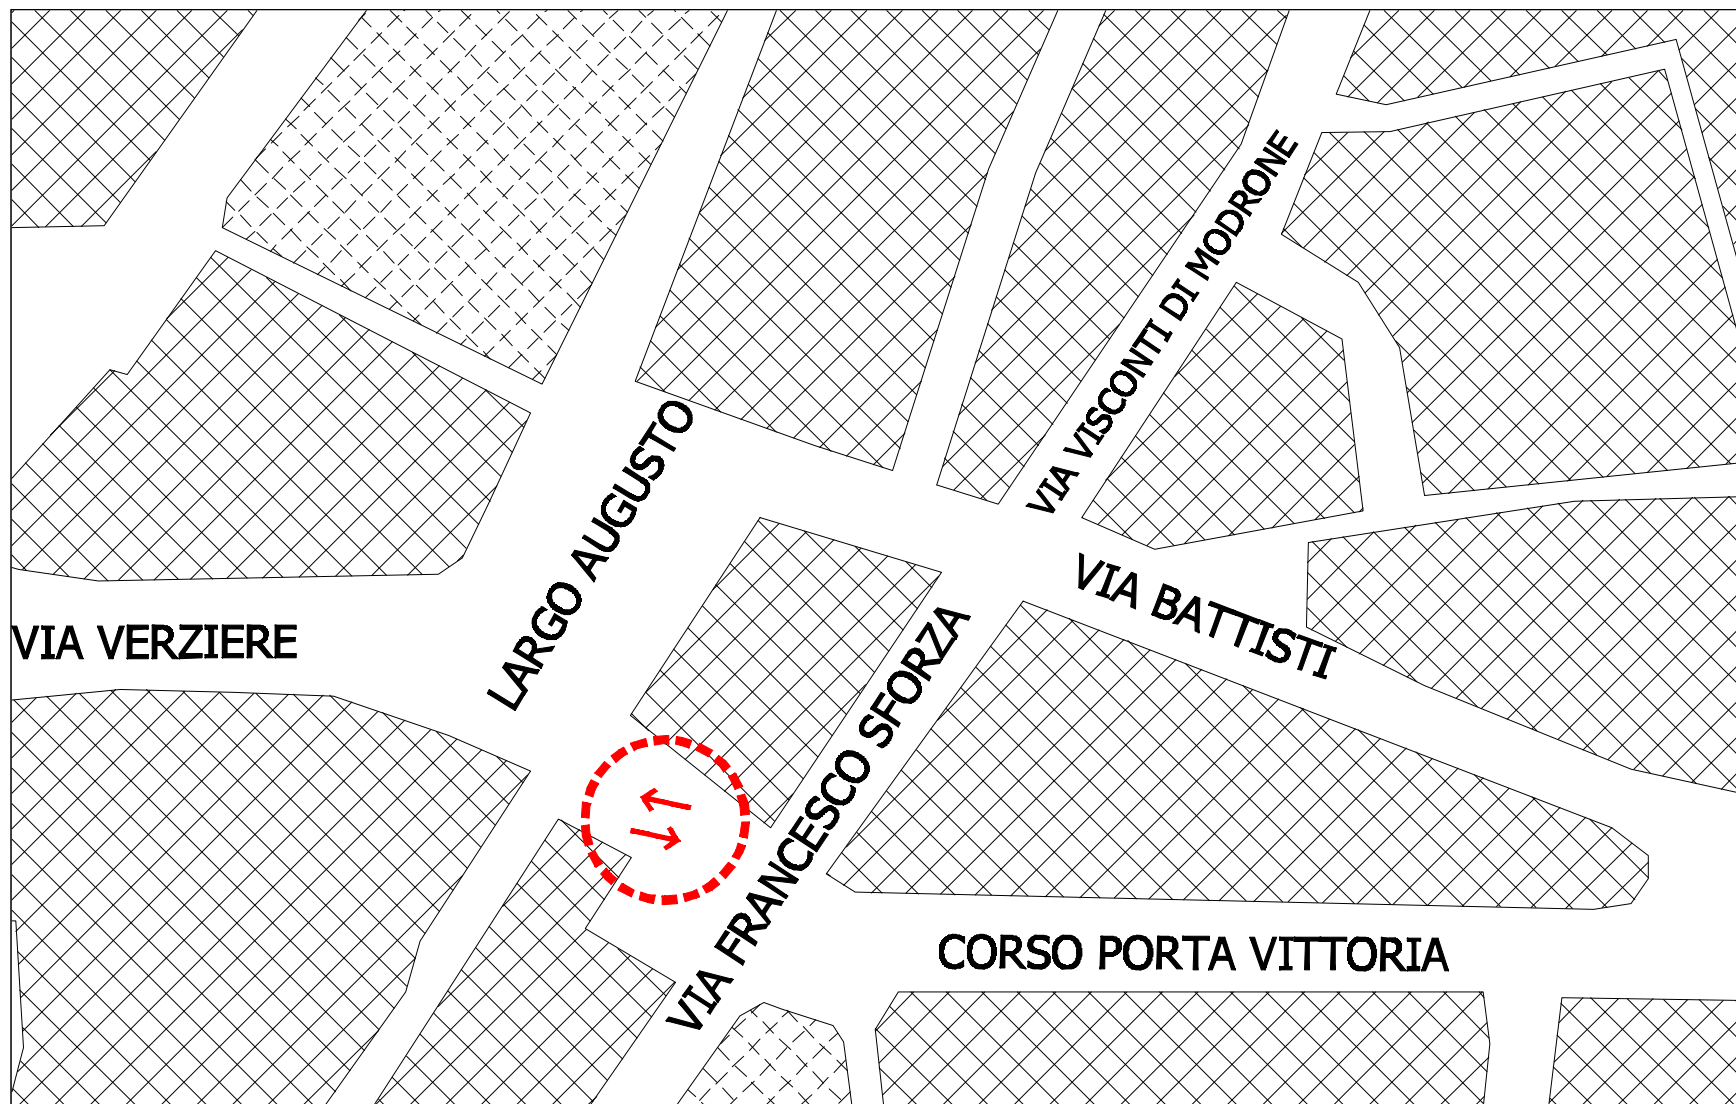 VIA VISCONTI DI MODRONE
LARGO AUGUSTO
VIA BATTISTI
VIA VERZIERE
VIA FRANCESCO SFORZA
CORSO PORTA VITTORIA